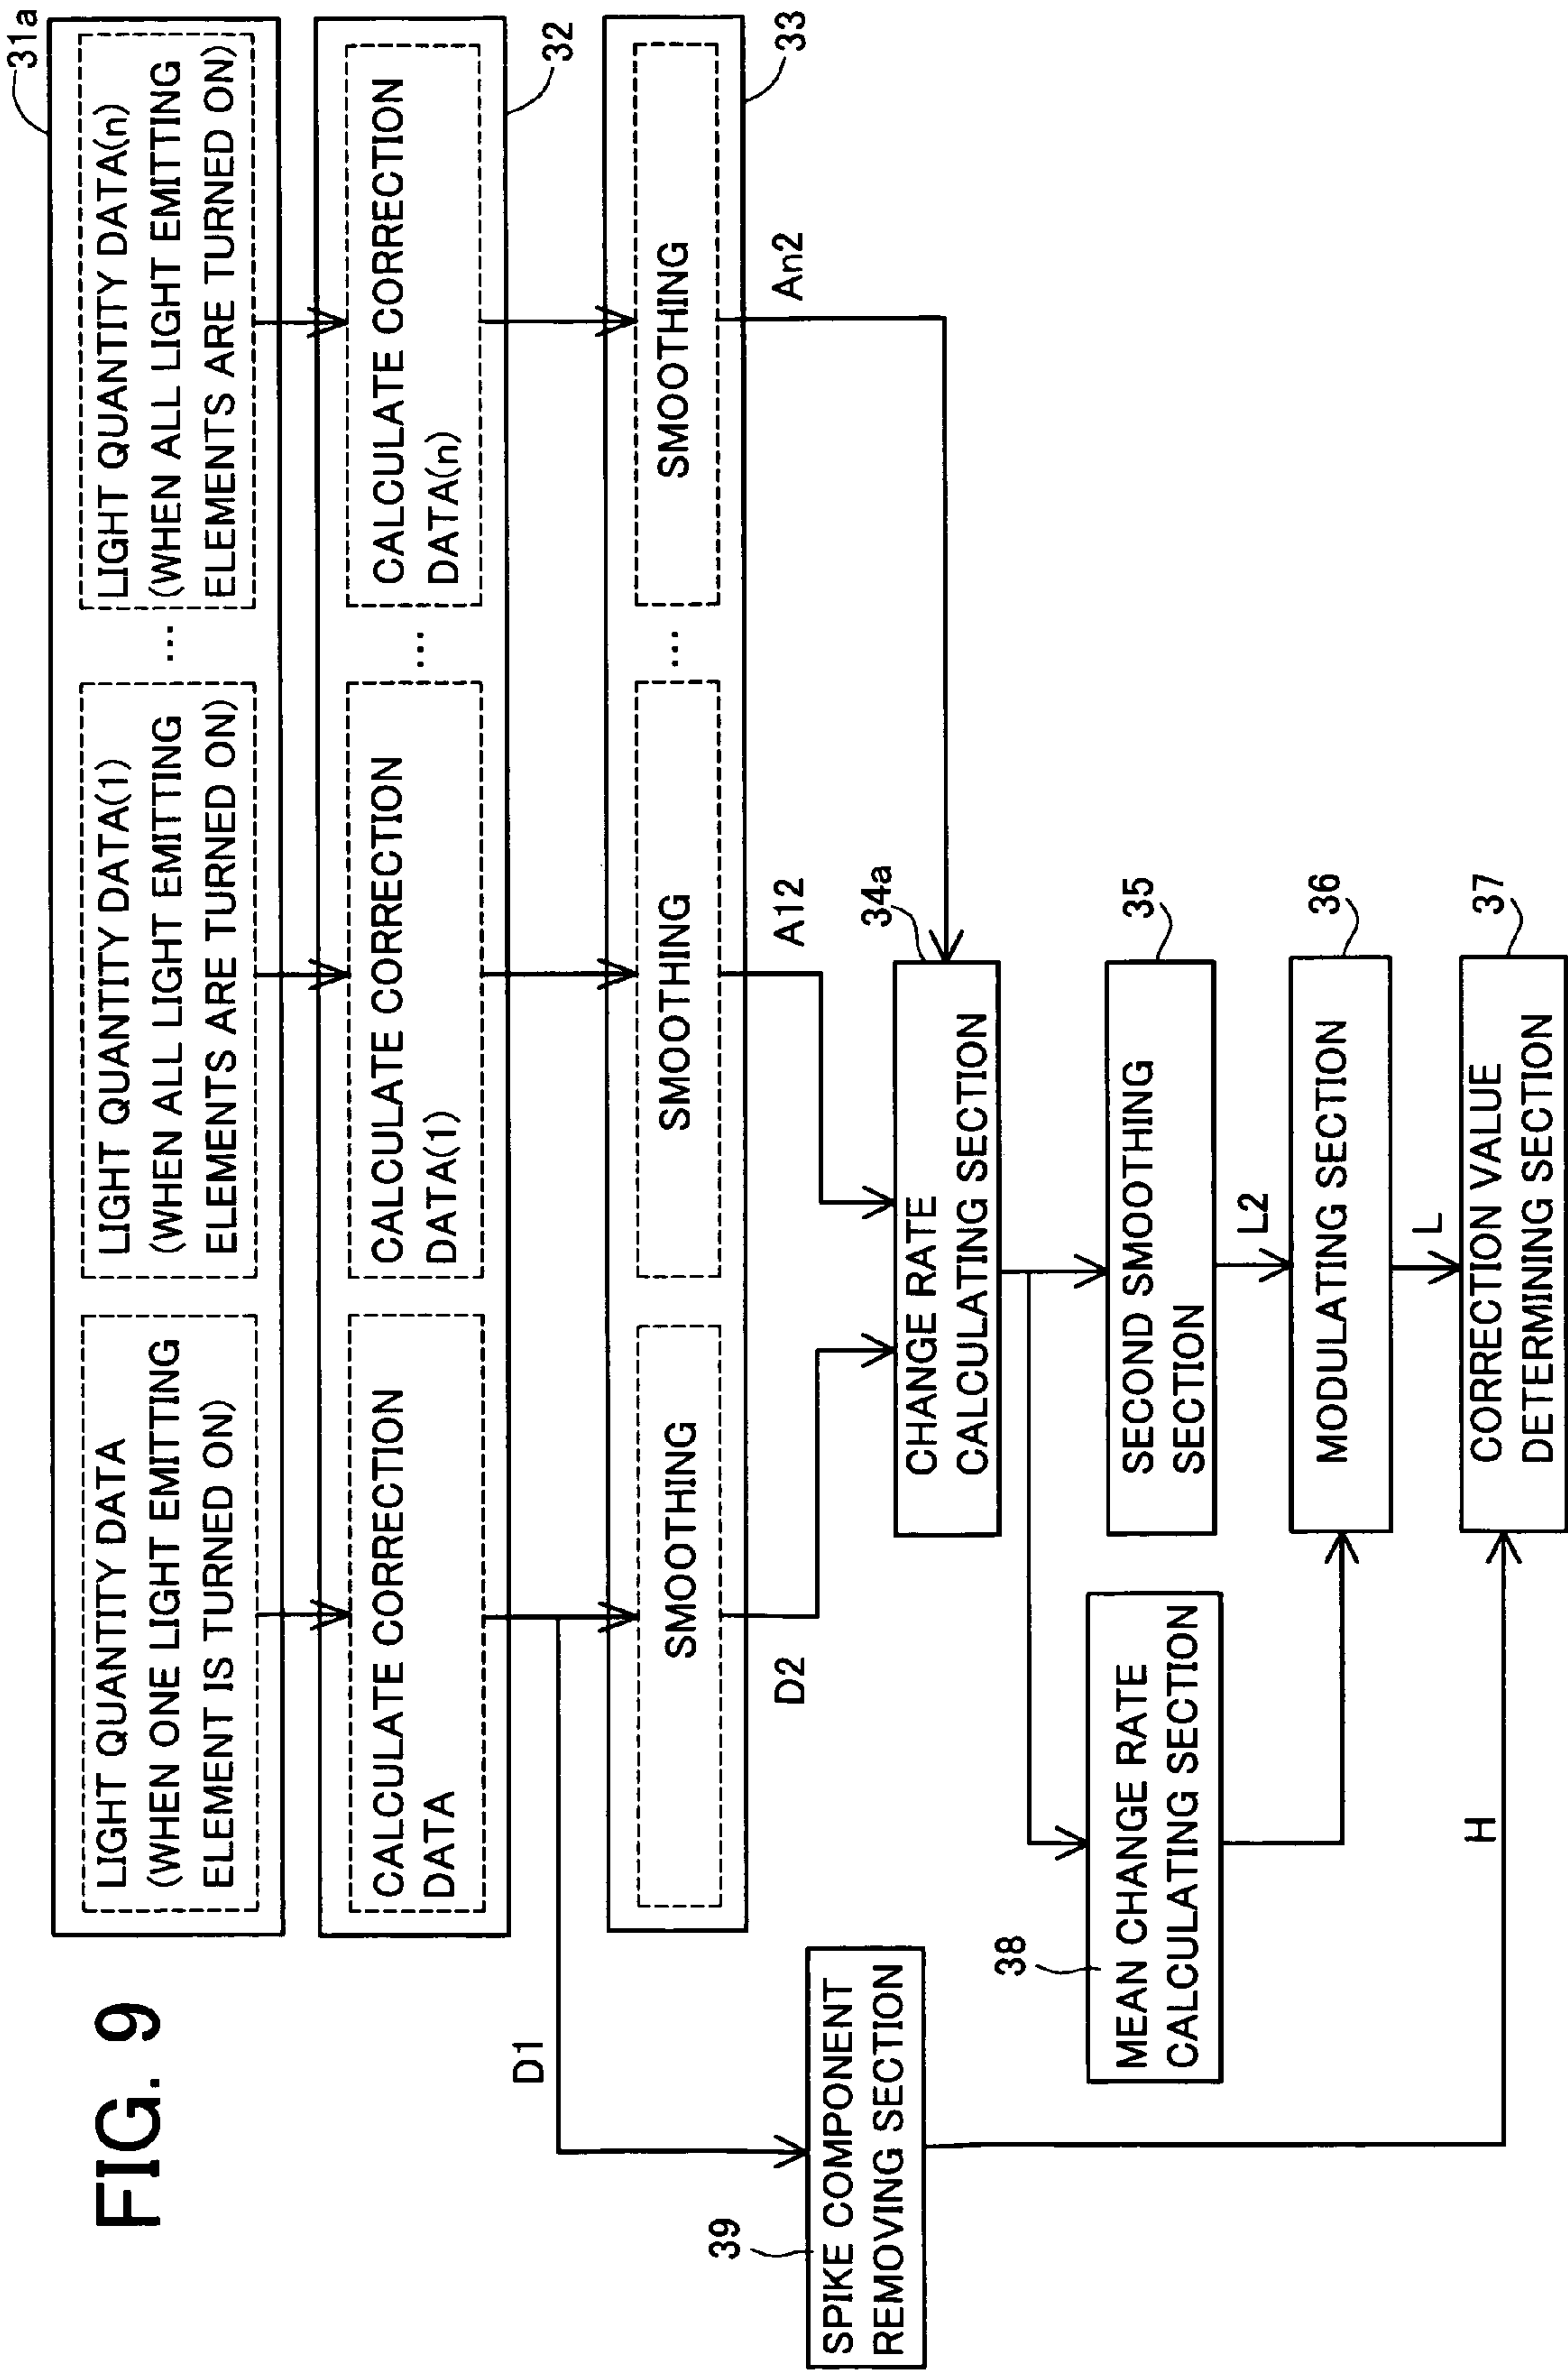 FIG. 9
31a
LIGHT QUANTITY DATA
(WHEN ONE LIGHT EMITTING
ELEMENT IS TURNED ON)
LIGHT QUANTITY DATA(1)
(WHEN ALL LIGHT EMITTING
ELEMENTS ARE TURNED ON)
...
LIGHT QUANTITY DATA(n)
(WHEN ALL LIGHT EMITTING
ELEMENTS ARE TURNED ON)
32
CALCULATE CORRECTION
DATA
CALCULATE CORRECTION
DATA(1)
...
CALCULATE CORRECTION
DATA(n)
D1
33
SMOOTHING
SMOOTHING
...
SMOOTHING
D2
A12
An2
39
SPIKE COMPONENT
REMOVING SECTION
34a
CHANGE RATE
CALCULATING SECTION
38
MEAN CHANGE RATE
CALCULATING SECTION
35
SECOND SMOOTHING
SECTION
L2
36
MODULATING SECTION
L
H
37
CORRECTION VALUE
DETERMINING SECTION